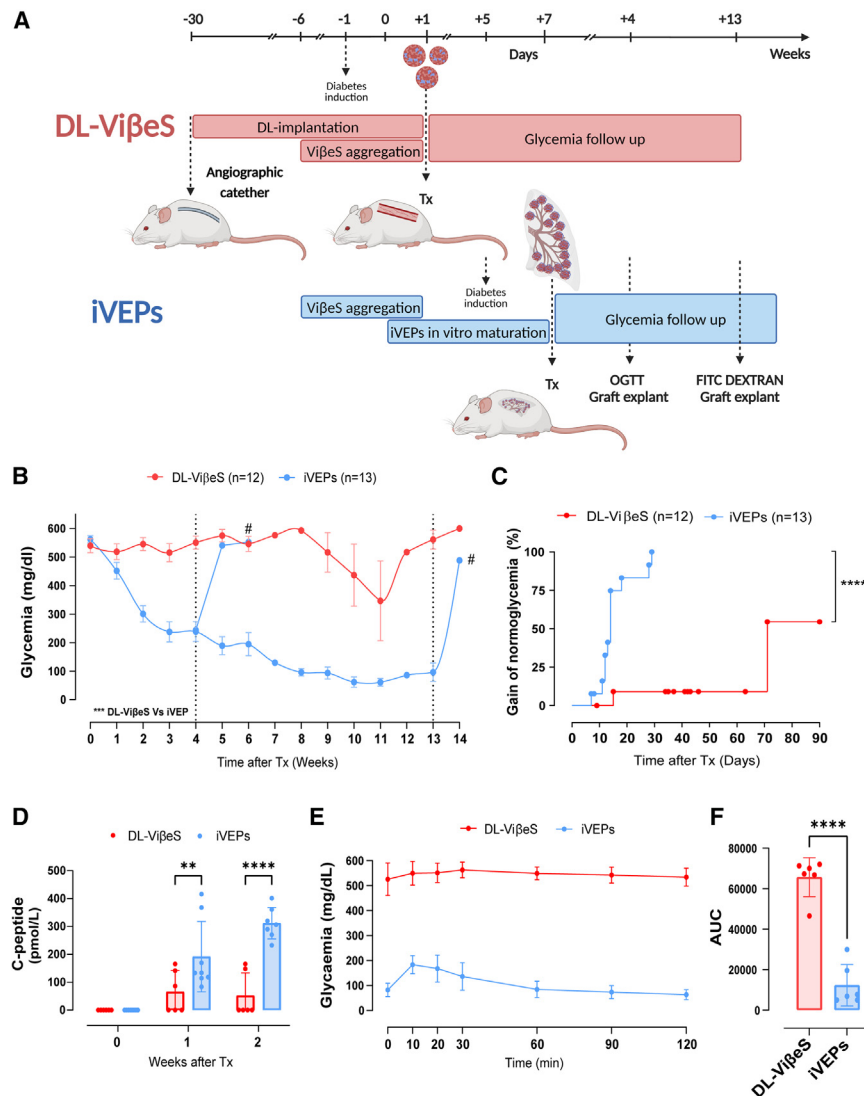 A
-30 -6 -1 0 +1 +5 +7 +4 +13
Days Weeks
Diabetes
induction
DL-ViβeS
DL-implantation
Glycemia follow up
ViβeS aggregation
Angiographic
catether
Tx
Diabetes
induction
iVEPs
ViβeS aggregation
Glycemia follow up
iVEPs in vitro maturation
Tx
OGTT
Graft explant
FITC DEXTRAN
Graft explant
B
DL-ViβeS (n=12) iVEPs (n=13)
Glycemia (mg/dl)
600
500
400
300
200
100
0
#
#
*** DL-ViβeS Vs iVEP
0 1 2 3 4 5 6 7 8 9 10 11 12 13 14
Time after Tx (Weeks)
C
DL-ViβeS (n=12) iVEPs (n=13)
Gain of normoglycemia (%)
100
75
50
25
0
****
0 10 20 30 40 50 60 70 80 90
Time after Tx (Days)
D
DL-ViβeS iVEPs
C-peptide
(pmol/L)
500
400
300
200
100
0
** ****
0 1 2
Weeks after Tx
E
DL-ViβeS iVEPs
Glycaemia (mg/dL)
600
500
400
300
200
100
0
0 10 20 30 60 90 120
Time (min)
F
****
AUC
80000
60000
40000
20000
0
DL-ViβeS
iVEPs